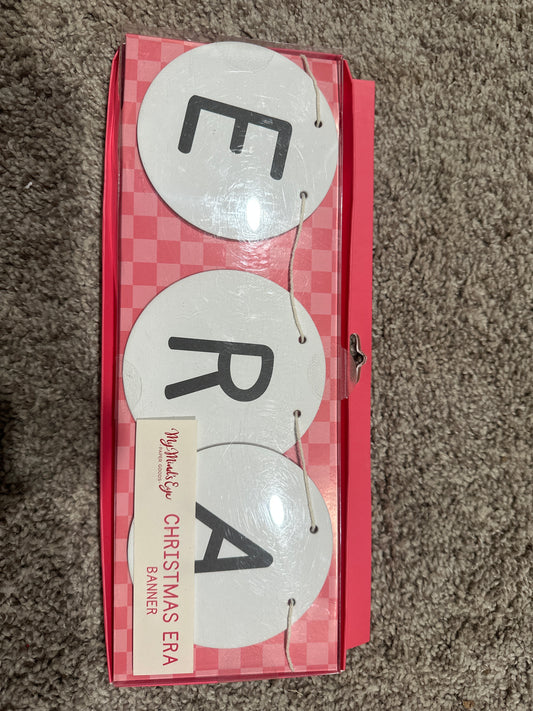 E
R
A
My Mind's Eye
PAPER GOODS
CHRISTMAS ERA
BANNER